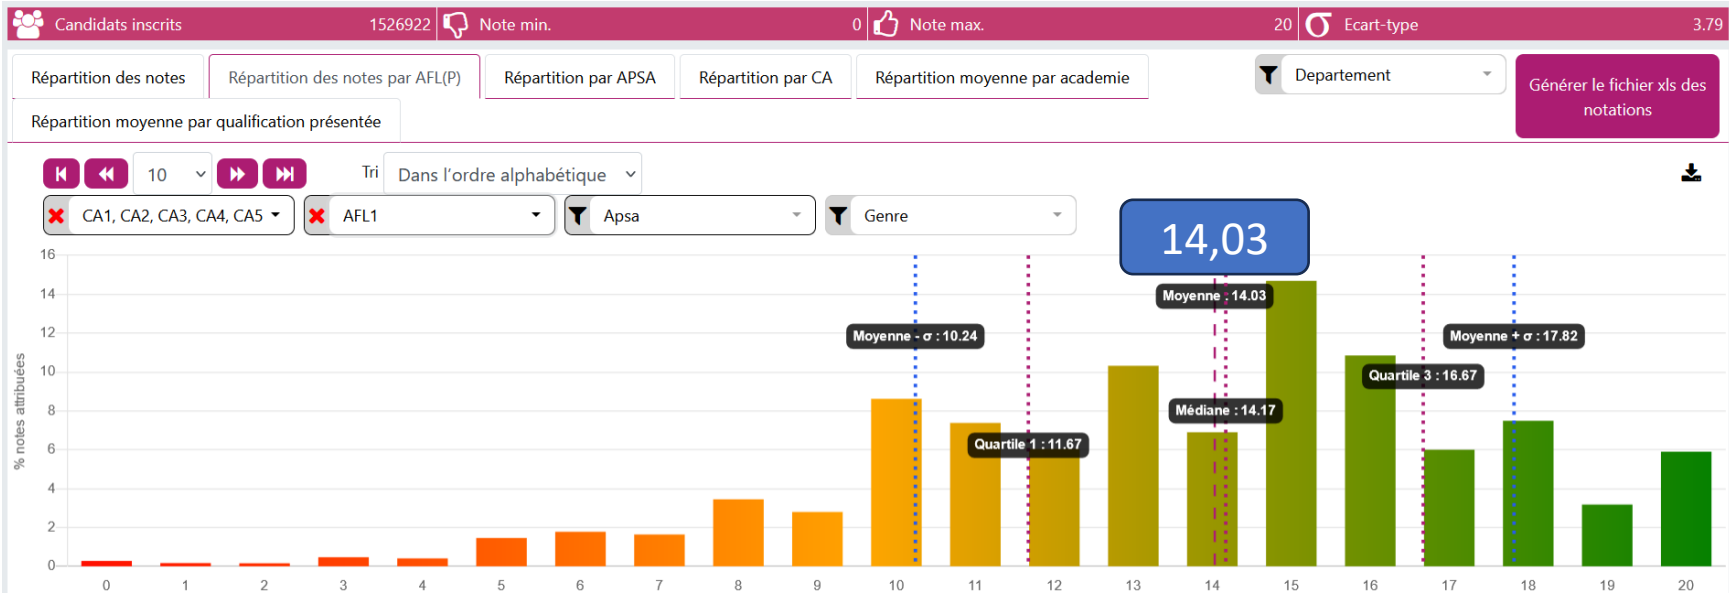 Candidats inscrits 1526922 Note min. 0 Note max. 20 Ecart-type 3.79
Répartition des notes Répartition des notes par AFL(P) Répartition par APSA Répartition par CA Répartition moyenne par academie Departement
Générer le fichier xls des
notations
Répartition moyenne par qualification présentée
10 Tri Dans l'ordre alphabétique
CA1, CA2, CA3, CA4, CA5 AFL1 Apsa Genre
14,03
% notes attribuées
16
14
12
10
8
6
4
2
0
Moyenne : 14.03
Moyenne - σ : 10.24
Moyenne + σ : 17.82
Quartile 3 : 16.67
Médiane : 14.17
Quartile 1 : 11.67
0 1 2 3 4 5 6 7 8 9 10 11 12 13 14 15 16 17 18 19 20